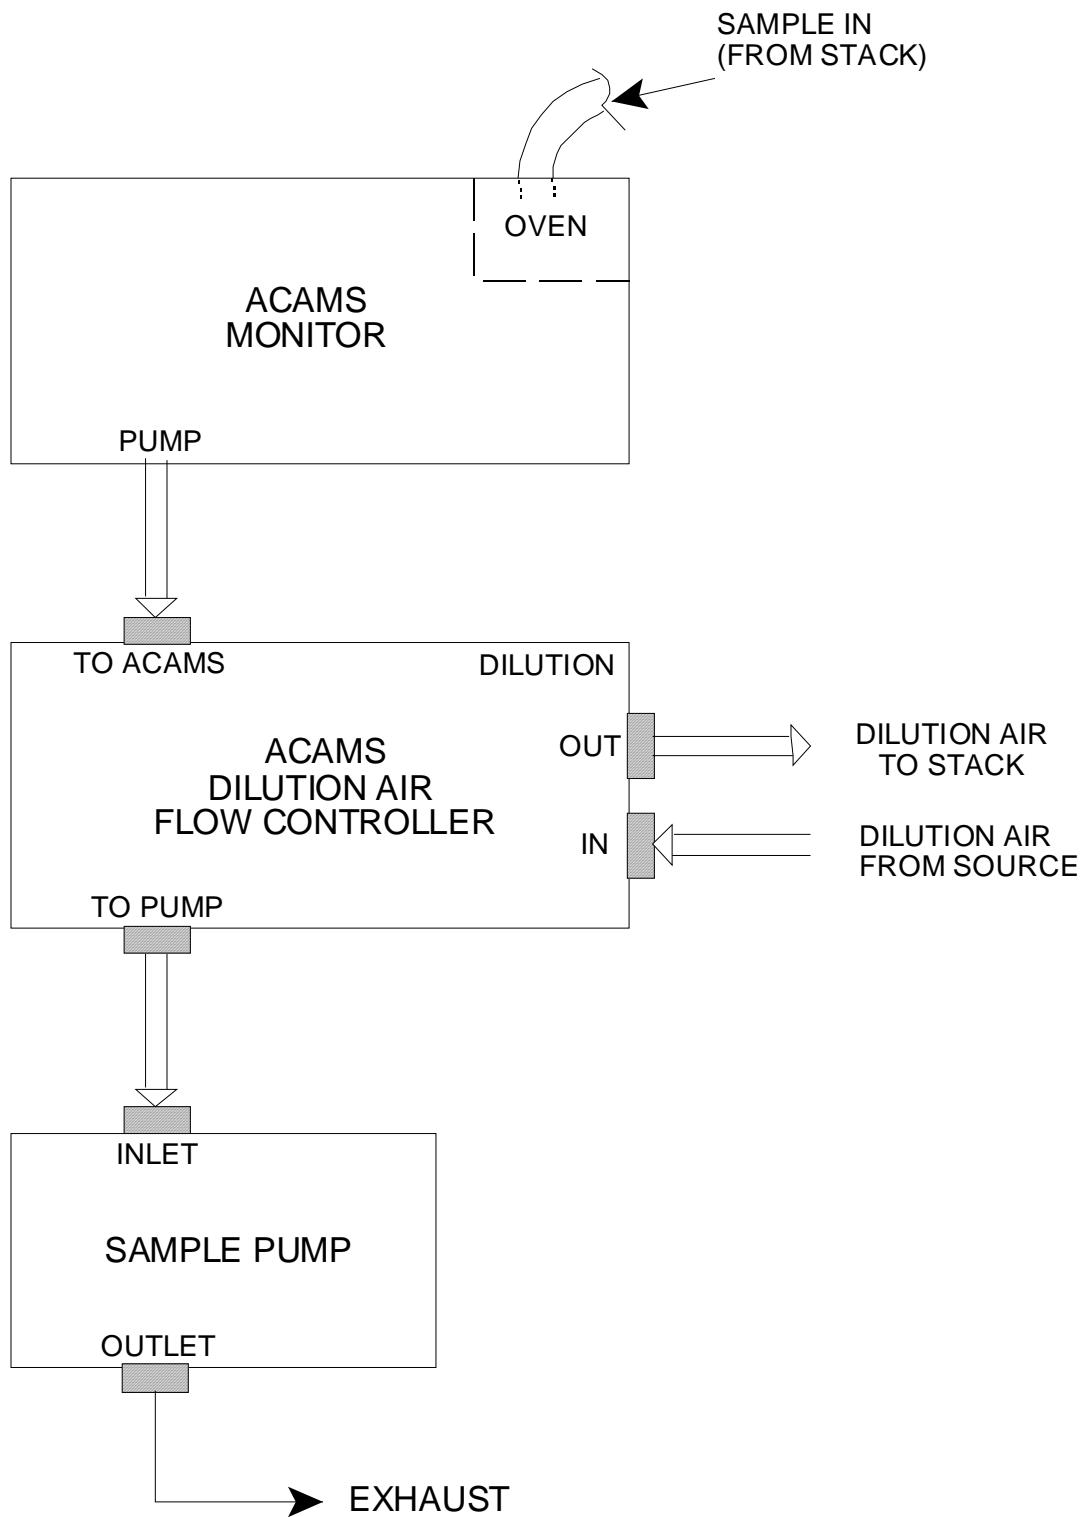 SAMPLE IN
(FROM STACK)
OVEN
ACAMS
MONITOR
PUMP
TO ACAMS
DILUTION
ACAMS
DILUTION AIR
FLOW CONTROLLER
OUT
DILUTION AIR
TO STACK
IN
DILUTION AIR
FROM SOURCE
TO PUMP
INLET
SAMPLE PUMP
OUTLET
EXHAUST